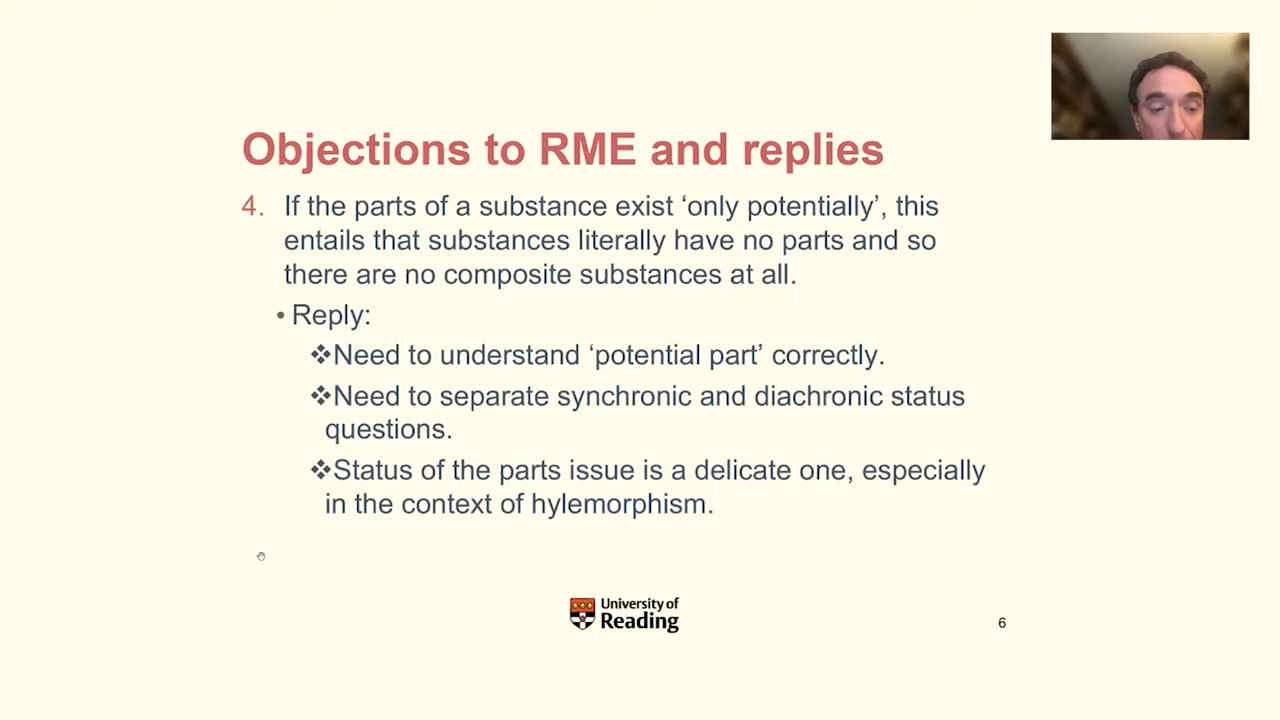 Objections to RME and replies
4. If the parts of a substance exist ‘only potentially’, this
entails that substances literally have no parts and so
there are no composite substances at all.
• Reply:
❖Need to understand ‘potential part’ correctly.
❖Need to separate synchronic and diachronic status
questions.
❖Status of the parts issue is a delicate one, especially
in the context of hylemorphism.
University of
Reading
6